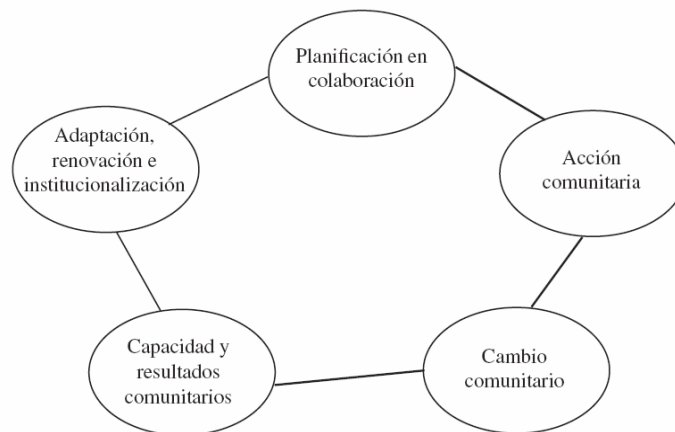 Planificación en
colaboración
Acción
comunitaria
Cambio
comunitario
Capacidad y
resultados
comunitarios
Adaptación,
renovación e
institucionalización